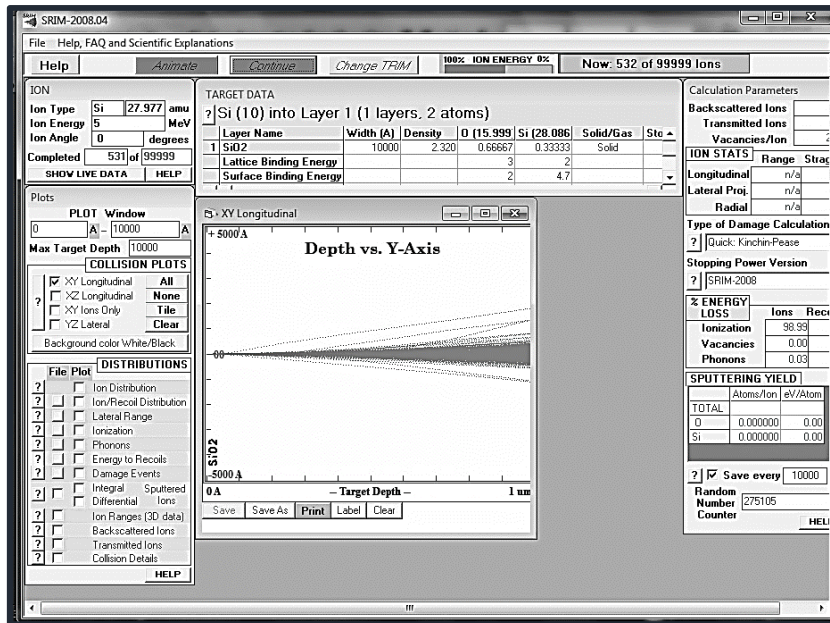 SRIM-2008.04
File Help, FAQ and Scientific Explanations
Help Animate Continue Change TRIM 100% ION ENERGY 0% Now: 532 of 99999 Ions
ION
Ion Type Si 27.977 amu
Ion Energy 5 MeV
Ion Angle 0 degrees
Completed 531 of 99999
SHOW LIVE DATA HELP
TARGET DATA
? Si (10) into Layer 1 (1 layers, 2 atoms)
Layer Name Width (A) Density O (15.999 Si (28.086 Solid/Gas Stc
1 SiO2 10000 2.320 0.66667 0.33333 Solid
Lattice Binding Energy 3 2
Surface Binding Energy 2 4.7
Calculation Parameters
Backscattered Ions
Transmitted Ions
Vacancies/Ion
ION STATS Range Strag
Longitudinal n/a
Lateral Proj. n/a
Radial n/a
Type of Damage Calculation
? Quick: Kinchin-Pease
Stopping Power Version
? SRIM-2008
% ENERGY LOSS Ions Reco
Ionization 98.99
Vacancies 0.00
Phonons 0.03
SPUTTERING YIELD
Atoms/Ion eV/Atom
TOTAL
O 0.000000 0.00
Si 0.000000 0.00
? Save every 10000
Random
Number 275105
Counter
HEL
Plots
PLOT Window
0 A - 10000 A
Max Target Depth 10000
COLLISION PLOTS
? XY Longitudinal All
XZ Longitudinal None
XY Ions Only Tile
YZ Lateral Clear
Background color White/Black
DISTRIBUTIONS
File Plot
? Ion Distribution
? Ion/Recoil Distribution
? Lateral Range
? Ionization
? Phonons
? Energy to Recoils
? Damage Events
? Integral Sputtered
Differential Ions
? Ion Ranges (3D data)
? Backscattered Ions
? Transmitted Ions
? Collision Details
HELP
XY Longitudinal
+ 5000 A
Depth vs. Y-Axis
SiO2
-5000 A
0 A – Target Depth – 1 um
Save Save As Print Label Clear